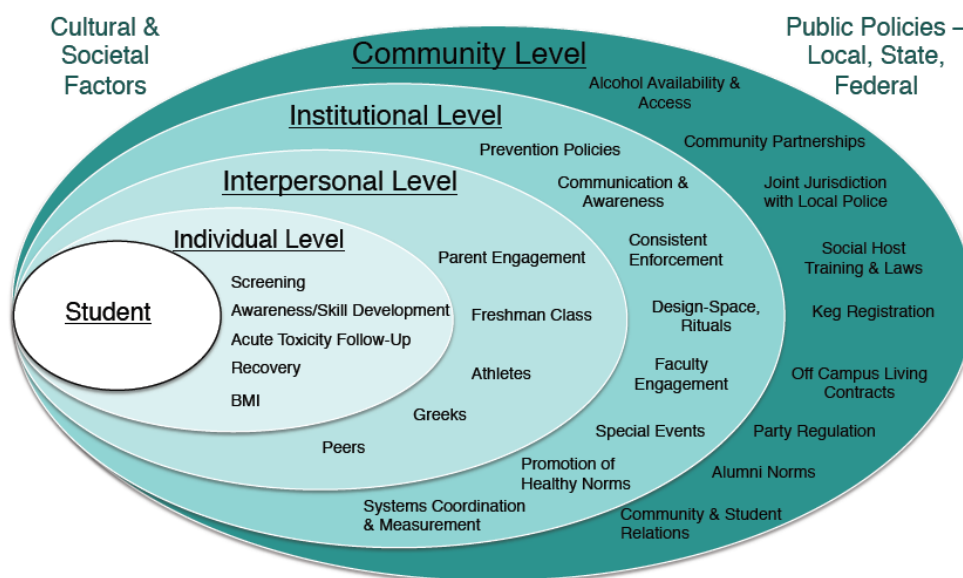 Cultural &
Societal
Factors
Public Policies –
Local, State,
Federal
Community Level
Alcohol Availability &
Access
Community Partnerships
Joint Jurisdiction
with Local Police
Social Host
Training & Laws
Keg Registration
Off Campus Living
Contracts
Party Regulation
Alumni Norms
Community & Student
Relations
Institutional Level
Prevention Policies
Communication &
Awareness
Consistent
Enforcement
Design-Space,
Rituals
Faculty
Engagement
Special Events
Promotion of
Healthy Norms
Systems Coordination
& Measurement
Interpersonal Level
Parent Engagement
Freshman Class
Athletes
Greeks
Peers
Individual Level
Screening
Awareness/Skill Development
Acute Toxicity Follow-Up
Recovery
BMI
Student